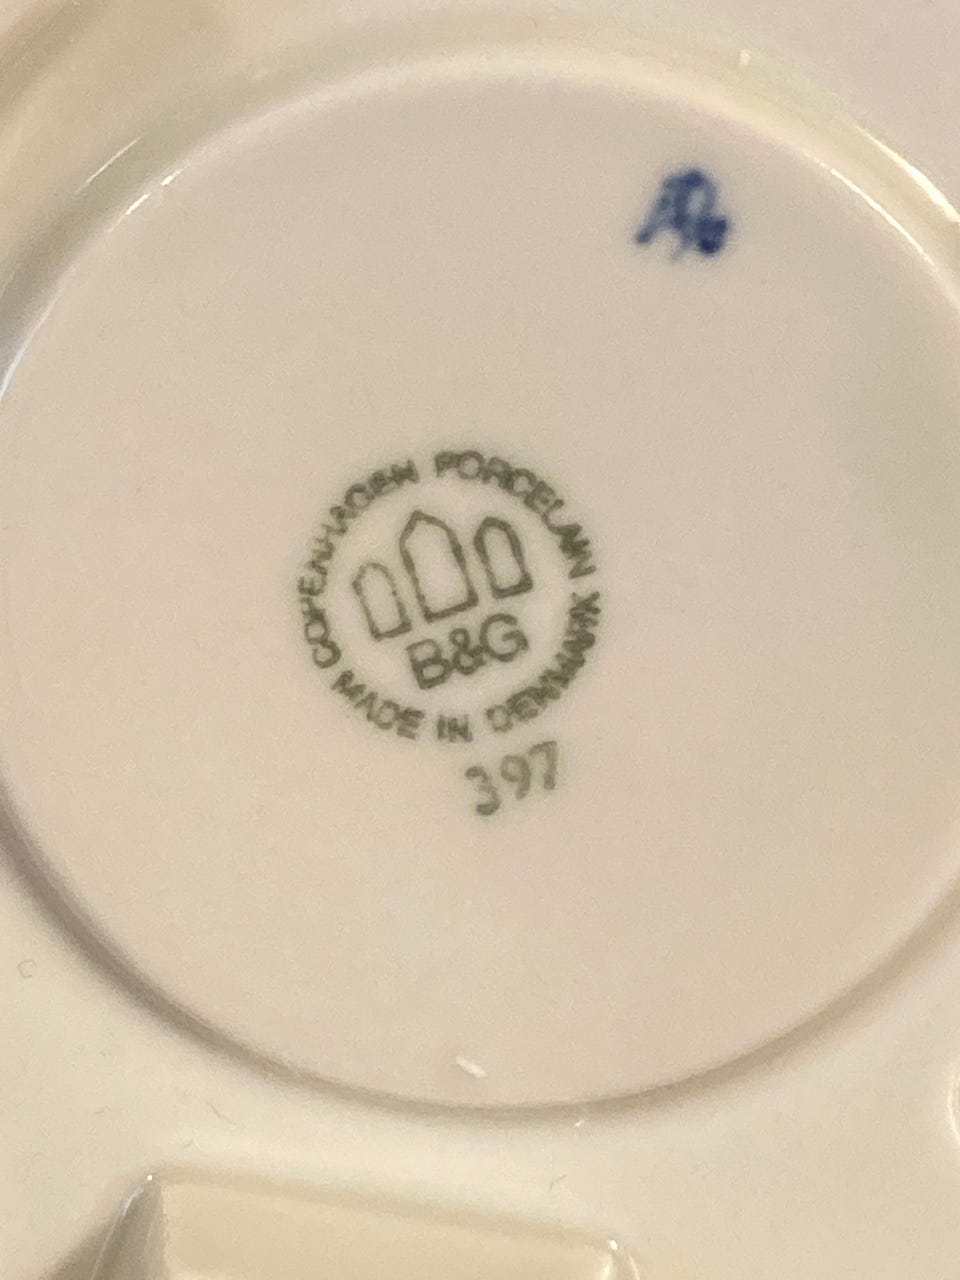 COPENHAGEN PORCELAIN
B&G
MADE IN DENMARK
397